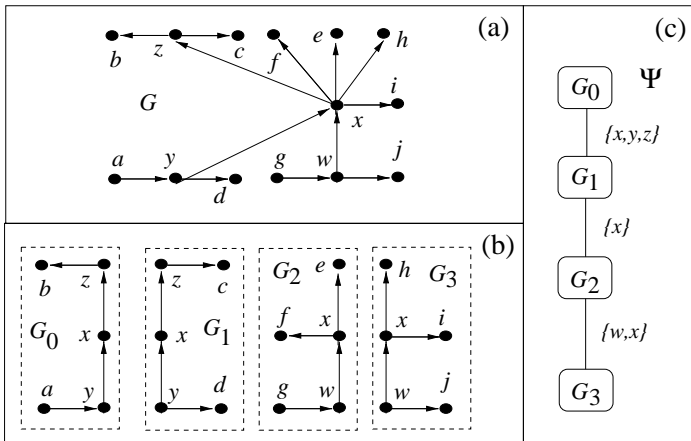 (a)
b
z
c
f
e
h
G
x
i
a
y
d
g
w
j
(b)
b
z
G0
x
a
y
z
c
x
G1
y
d
G2
e
f
x
g
w
h
G3
x
i
w
j
(c)
Ψ
G0
{x,y,z}
G1
{x}
G2
{w,x}
G3